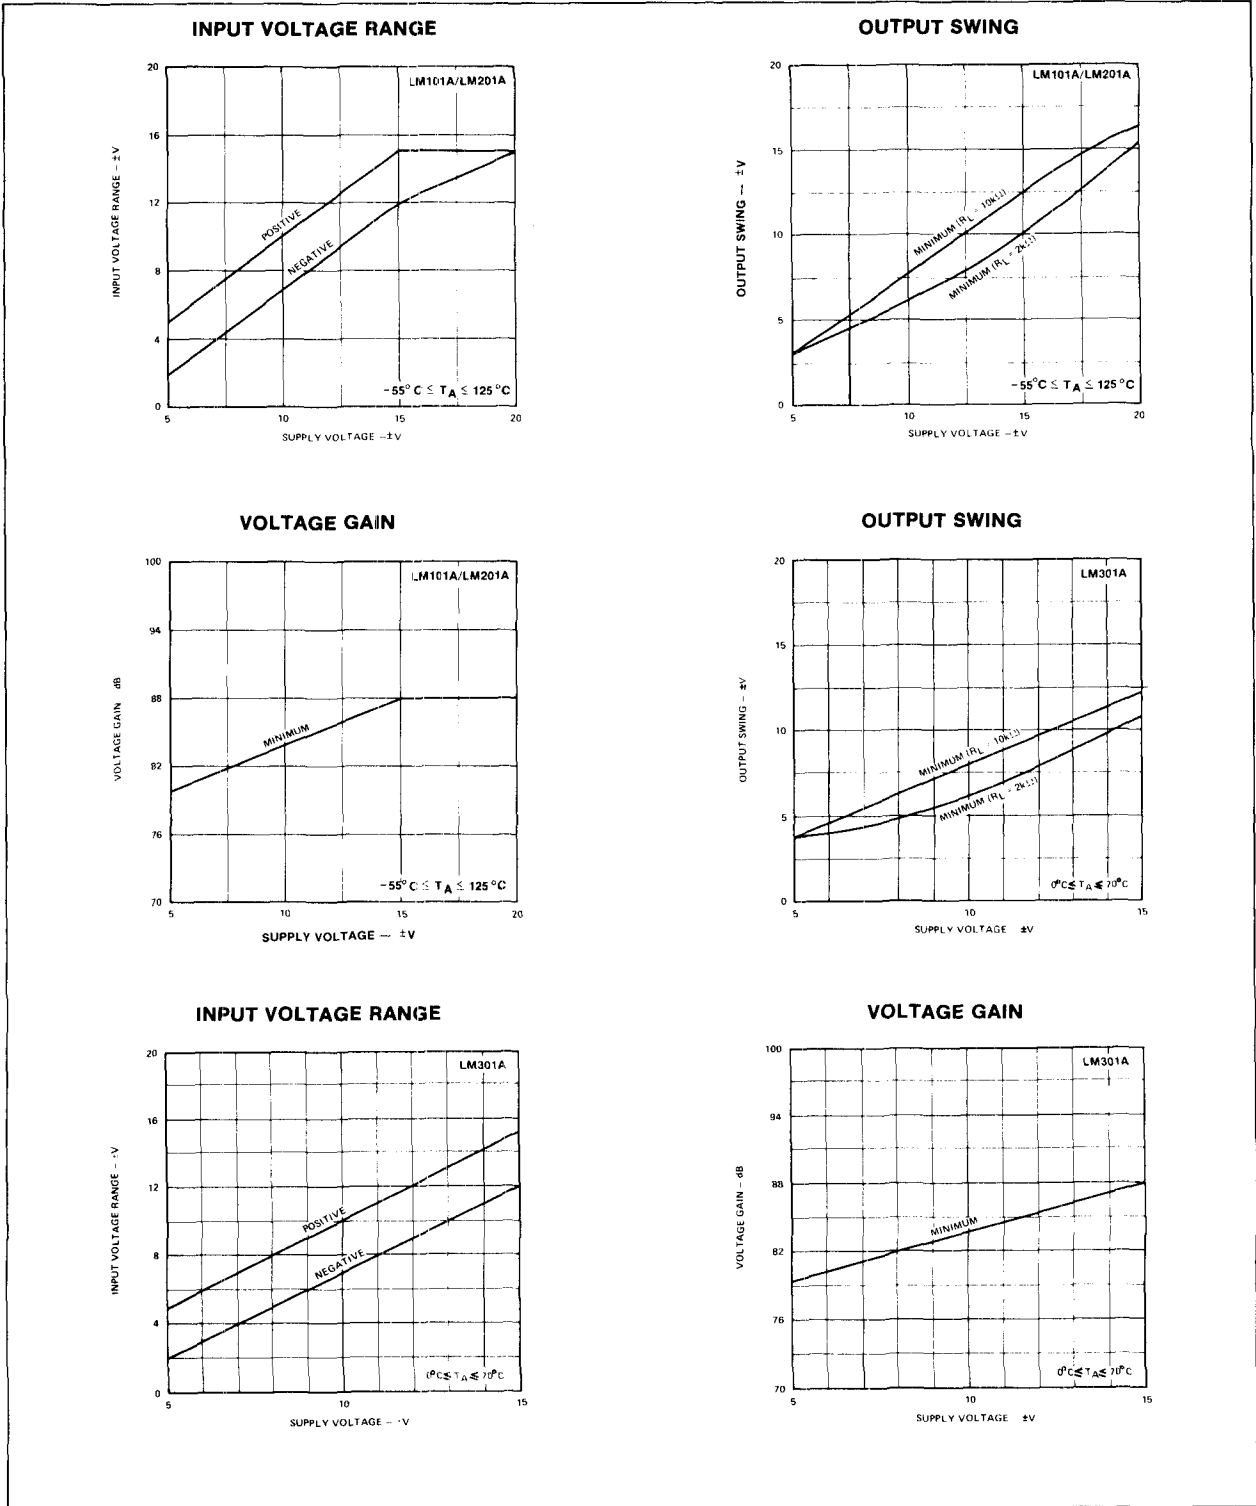 INPUT VOLTAGE RANGE
20
16
12
8
4
0
INPUT VOLTAGE RANGE – ±V
LM101A/LM201A
POSITIVE
NEGATIVE
-55°C ≤ TA ≤ 125°C
5 10 15 20
SUPPLY VOLTAGE – ±V
OUTPUT SWING
20
15
10
5
0
OUTPUT SWING – ±V
LM101A/LM201A
MINIMUM (RL = 10kΩ)
MINIMUM (RL = 2kΩ)
-55°C ≤ TA ≤ 125°C
5 10 15 20
SUPPLY VOLTAGE – ±V
VOLTAGE GAIN
100
94
88
82
76
70
VOLTAGE GAIN dB
LM101A/LM201A
MINIMUM
-55°C ≤ TA ≤ 125°C
5 10 15 20
SUPPLY VOLTAGE — ±V
OUTPUT SWING
20
15
10
5
0
OUTPUT SWING – ±V
LM301A
MINIMUM (RL = 10kΩ)
MINIMUM (RL = 2kΩ)
0°C ≤ TA ≤ 70°C
5 10 15
SUPPLY VOLTAGE ±V
INPUT VOLTAGE RANGE
20
16
12
8
4
0
INPUT VOLTAGE RANGE – ±V
LM301A
POSITIVE
NEGATIVE
0°C ≤ TA ≤ 70°C
5 10 15
SUPPLY VOLTAGE – V
VOLTAGE GAIN
100
94
88
82
76
70
VOLTAGE GAIN – dB
LM301A
MINIMUM
0°C ≤ TA ≤ 70°C
5 10 15
SUPPLY VOLTAGE ±V